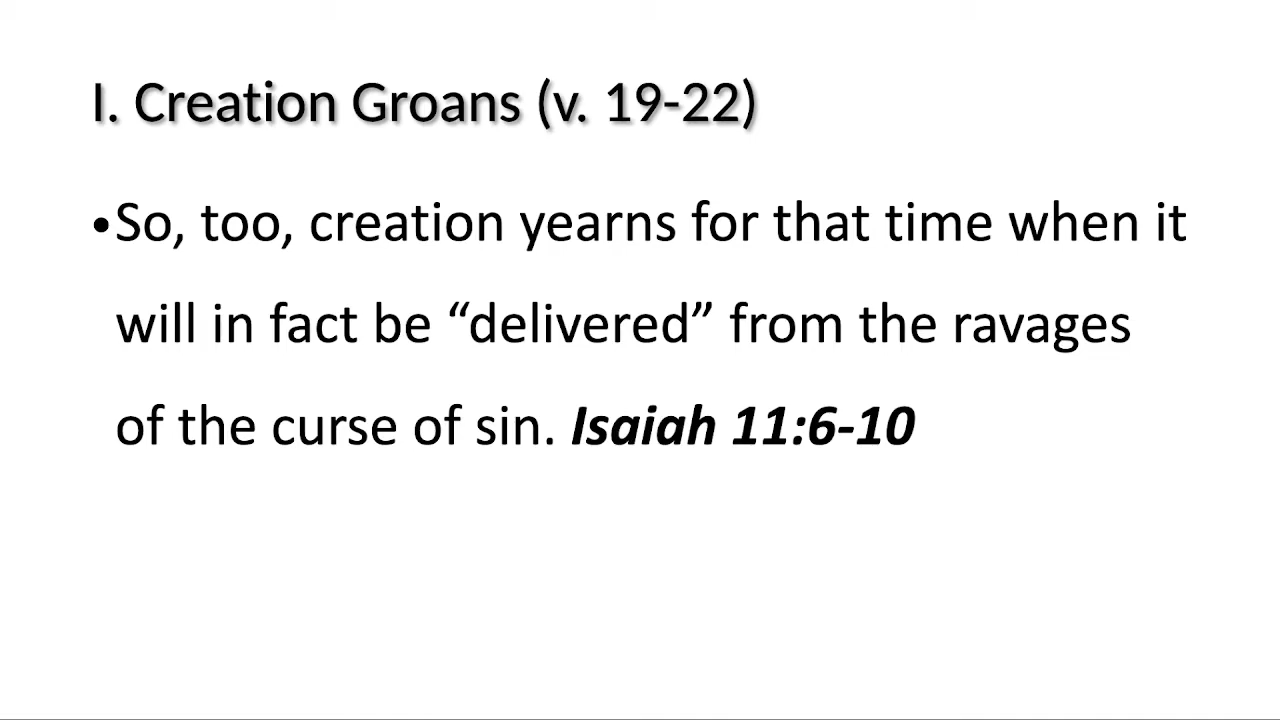 I. Creation Groans (v. 19-22)
•So, too, creation yearns for that time when it
will in fact be “delivered” from the ravages
of the curse of sin. Isaiah 11:6-10